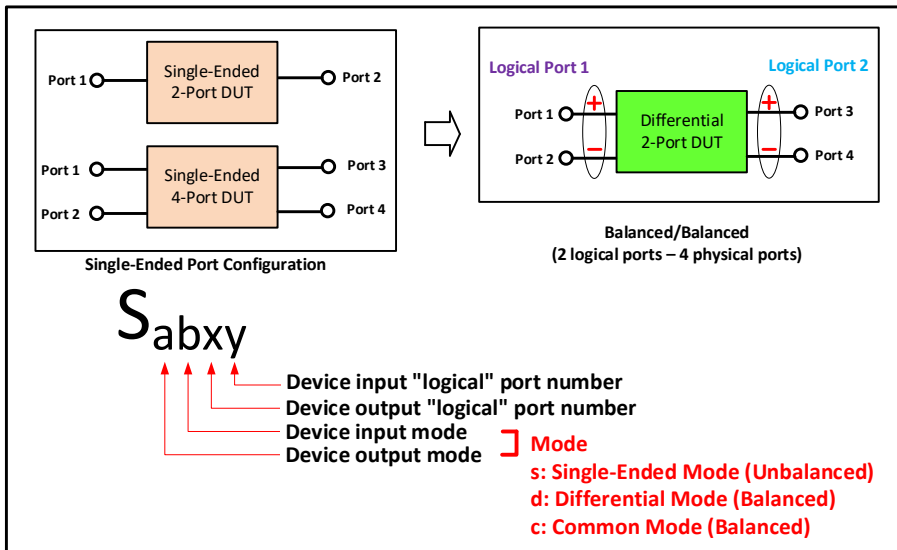 Single-Ended
2-Port DUT
Port 1
Port 2
Single-Ended
4-Port DUT
Port 1
Port 2
Port 3
Port 4
Single-Ended Port Configuration
Logical Port 1
Logical Port 2
Port 1
Port 2
+
−
Differential
2-Port DUT
+
−
Port 3
Port 4
Balanced/Balanced
(2 logical ports – 4 physical ports)
Sabxy
Device input "logical" port number
Device output "logical" port number
Device input mode
Device output mode
Mode
s: Single-Ended Mode (Unbalanced)
d: Differential Mode (Balanced)
c: Common Mode (Balanced)